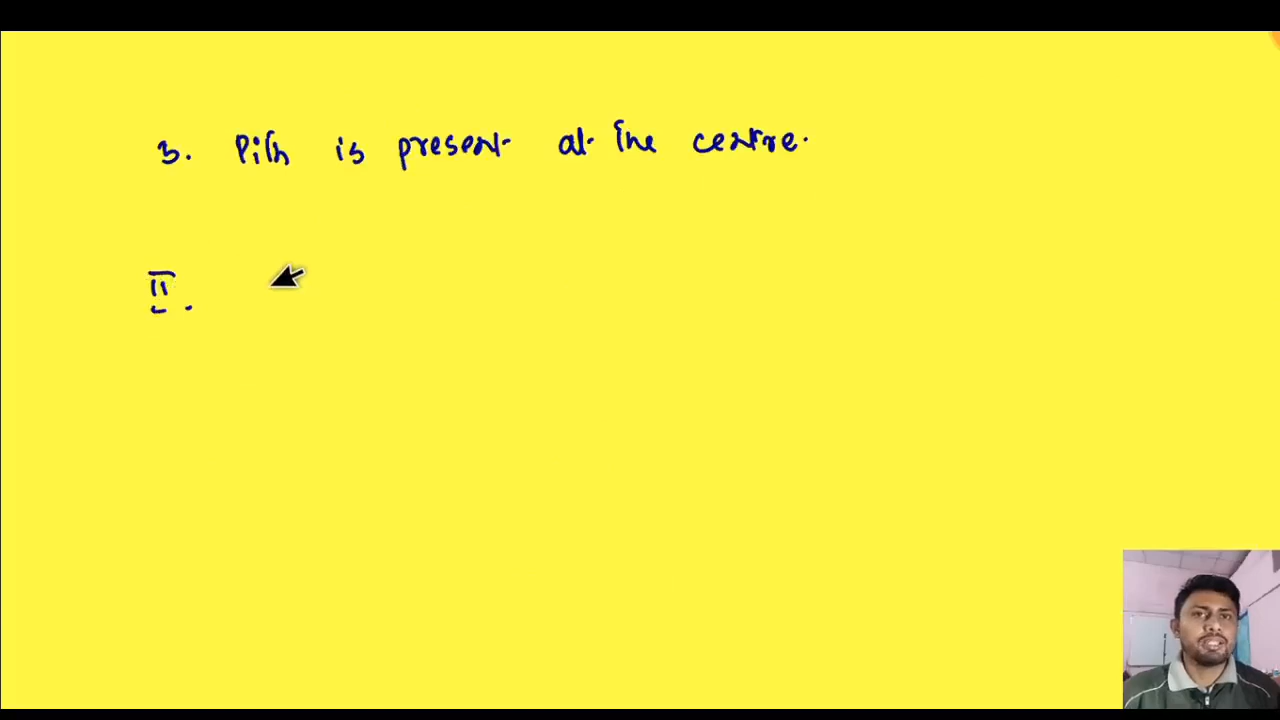 3. Pith is present at the centre.
II.